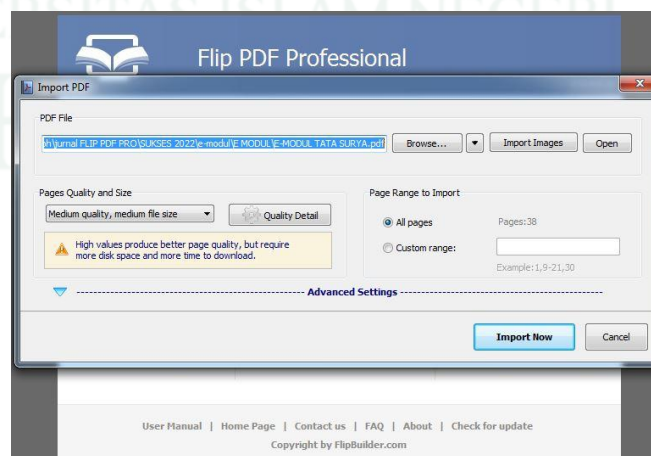 Flip PDF Professional
Import PDF
PDF File
ph\jurnal FLIP PDF PRO\SUKSES 2022\e-modul\E MODUL\E-MODUL TATA SURYA.pdf Browse... Import Images Open
Pages Quality and Size Page Range to Import
Medium quality, medium file size Quality Detail All pages Pages:38
High values produce better page quality, but require
more disk space and more time to download.
Custom range:
Example:1,9-21,30
Advanced Settings
Import Now Cancel
User Manual | Home Page | Contact us | FAQ | About | Check for update
Copyright by FlipBuilder.com